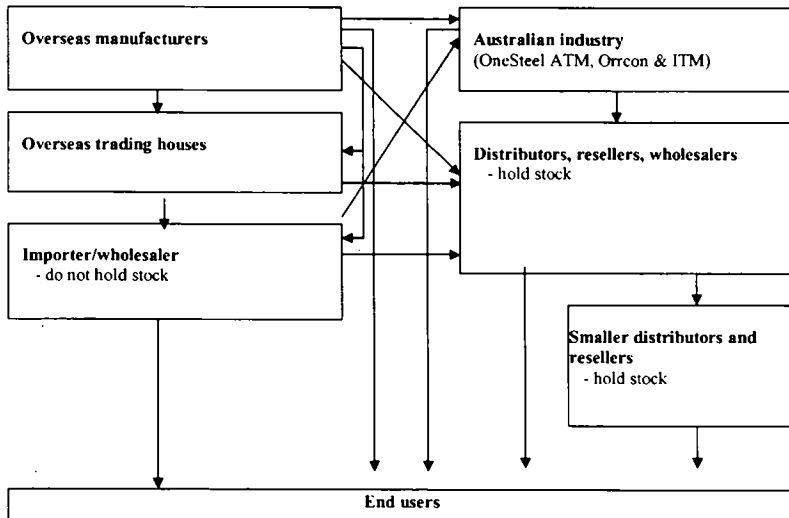 Overseas manufacturers
Australian industry
(OneSteel ATM, Orrcon & ITM)
Overseas trading houses
Distributors, resellers, wholesalers
- hold stock
Importer/wholesaler
- do not hold stock
Smaller distributors and
resellers
- hold stock
End users